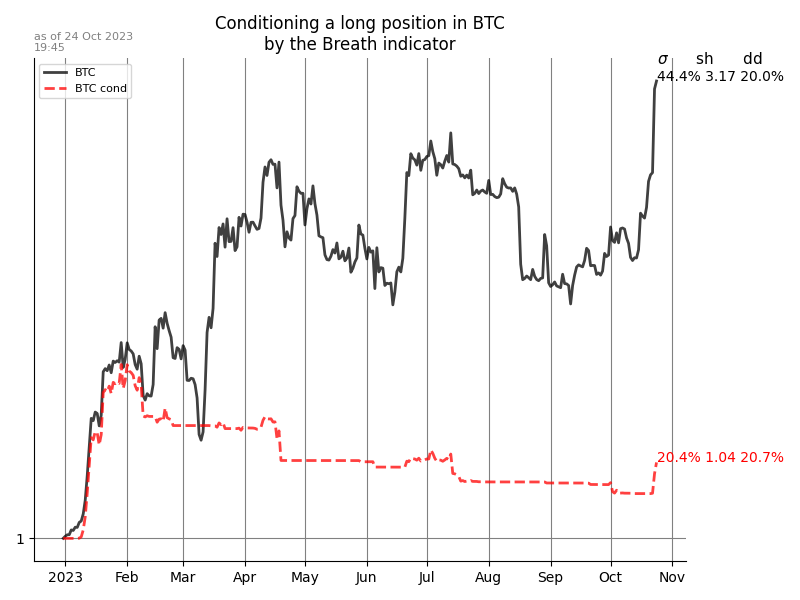 Conditioning a long position in BTC
by the Breath indicator
as of 24 Oct 2023
19:45
σ sh dd
44.4% 3.17 20.0%
BTC
BTC cond
20.4% 1.04 20.7%
1
2023 Feb Mar Apr May Jun Jul Aug Sep Oct Nov